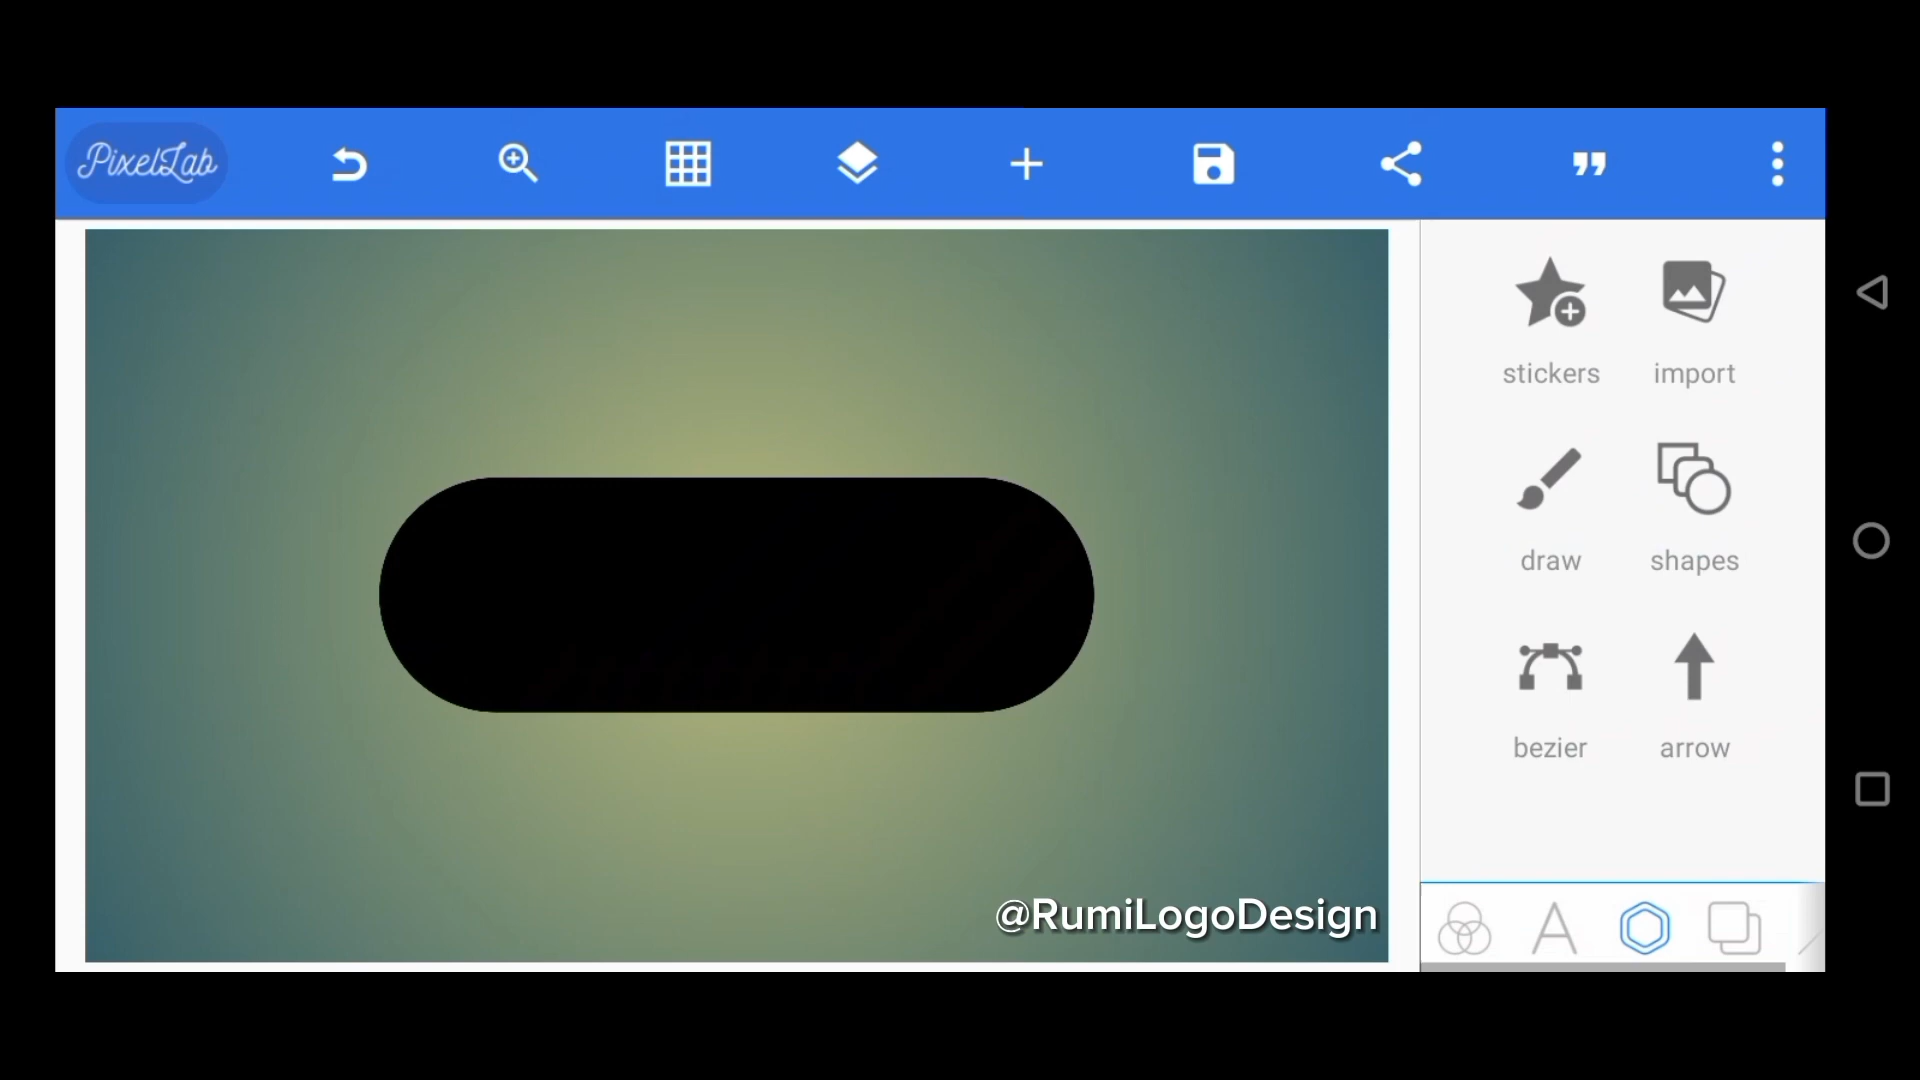 PixelLab
stickers
import
draw
shapes
bezier
arrow
@RumiLogoDesign